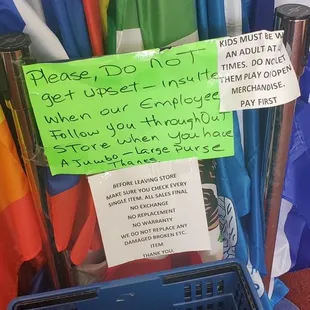 Please, Do NoT
get Upset - insulte
when our Employee
Follow you throughOut
STore when you have
A Jumbo - large Purse
Thanks.
KIDS MUST BE W
AN ADULT AT
TIMES. DO NOT LET
THEM PLAY O
OPEN
MERCHANDISE.
PAY FIRST
BEFORE LEAVING STORE
MAKE SURE YOU CHECK EVERY
SINGLE ITEM. ALL SALES FINAL
NO EXCHANGE
NO REPLACEMENT
NO WARRANTY
WE DO NOT REPLACE ANY
DAMAGED BROKEN ETC.
ITEM.
THANK YOU.